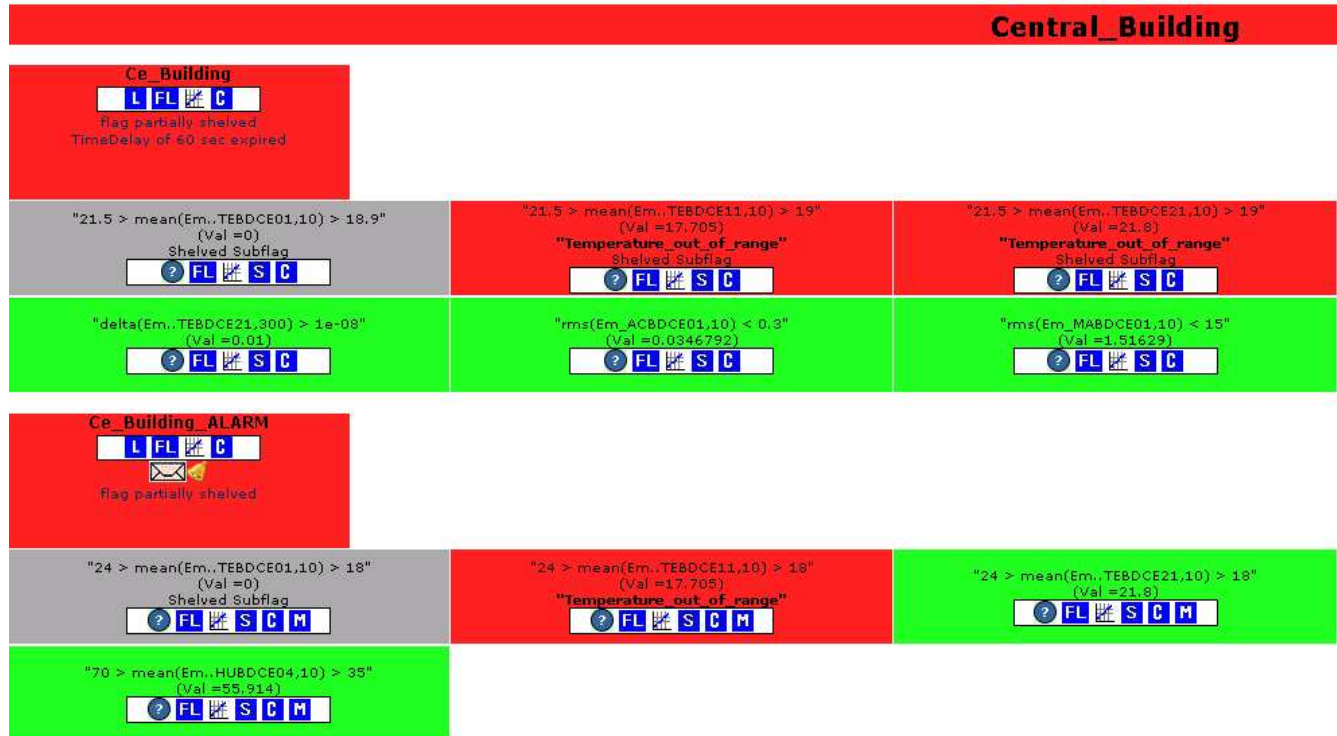 Central_Building
Ce_Building
L FL C
flag partially shelved
TimeDelay of 60 sec expired
"21.5 > mean(Em..TEBDCE01,10) > 18.9"
(Val =0)
Shelved Subflag
? FL S C
"21.5 > mean(Em..TEBDCE11,10) > 19"
(Val =17.705)
"Temperature_out_of_range"
Shelved Subflag
? FL S C
"21.5 > mean(Em..TEBDCE21,10) > 19"
(Val =21.8)
"Temperature_out_of_range"
Shelved Subflag
? FL S C
"delta(Em..TEBDCE21,300) > 1e-08"
(Val =0.01)
? FL S C
"rms(Em_ACBDCE01,10) < 0.3"
(Val =0.0346792)
? FL S C
"rms(Em_MABDCE01,10) < 15"
(Val =1.51629)
? FL S C
Ce_Building_ALARM
L FL C
flag partially shelved
"24 > mean(Em..TEBDCE01,10) > 18"
(Val =0)
Shelved Subflag
? FL S C M
"24 > mean(Em..TEBDCE11,10) > 18"
(Val =17.705)
"Temperature_out_of_range"
? FL S C M
"24 > mean(Em..TEBDCE21,10) > 18"
(Val =21.8)
? FL S C M
"70 > mean(Em..HUBDCE04,10) > 35"
(Val =55.914)
? FL S C M